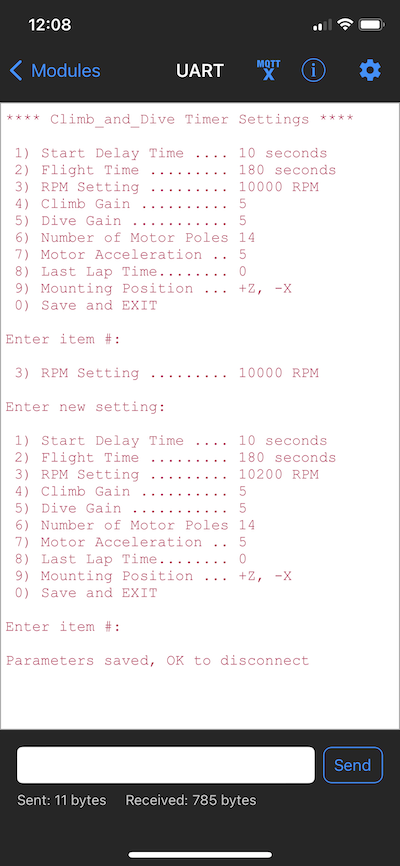 12:08
Modules
UART
MQTT
X
i
**** Climb_and_Dive Timer Settings ****
1) Start Delay Time .... 10 seconds
2) Flight Time ......... 180 seconds
3) RPM Setting ......... 10000 RPM
4) Climb Gain .......... 5
5) Dive Gain ........... 5
6) Number of Motor Poles 14
7) Motor Acceleration .. 5
8) Last Lap Time........ 0
9) Mounting Position ... +Z, -X
0) Save and EXIT
Enter item #:
3) RPM Setting ......... 10000 RPM
Enter new setting:
1) Start Delay Time .... 10 seconds
2) Flight Time ......... 180 seconds
3) RPM Setting ......... 10200 RPM
4) Climb Gain .......... 5
5) Dive Gain ........... 5
6) Number of Motor Poles 14
7) Motor Acceleration .. 5
8) Last Lap Time........ 0
9) Mounting Position ... +Z, -X
0) Save and EXIT
Enter item #:
Parameters saved, OK to disconnect
Send
Sent: 11 bytes Received: 785 bytes